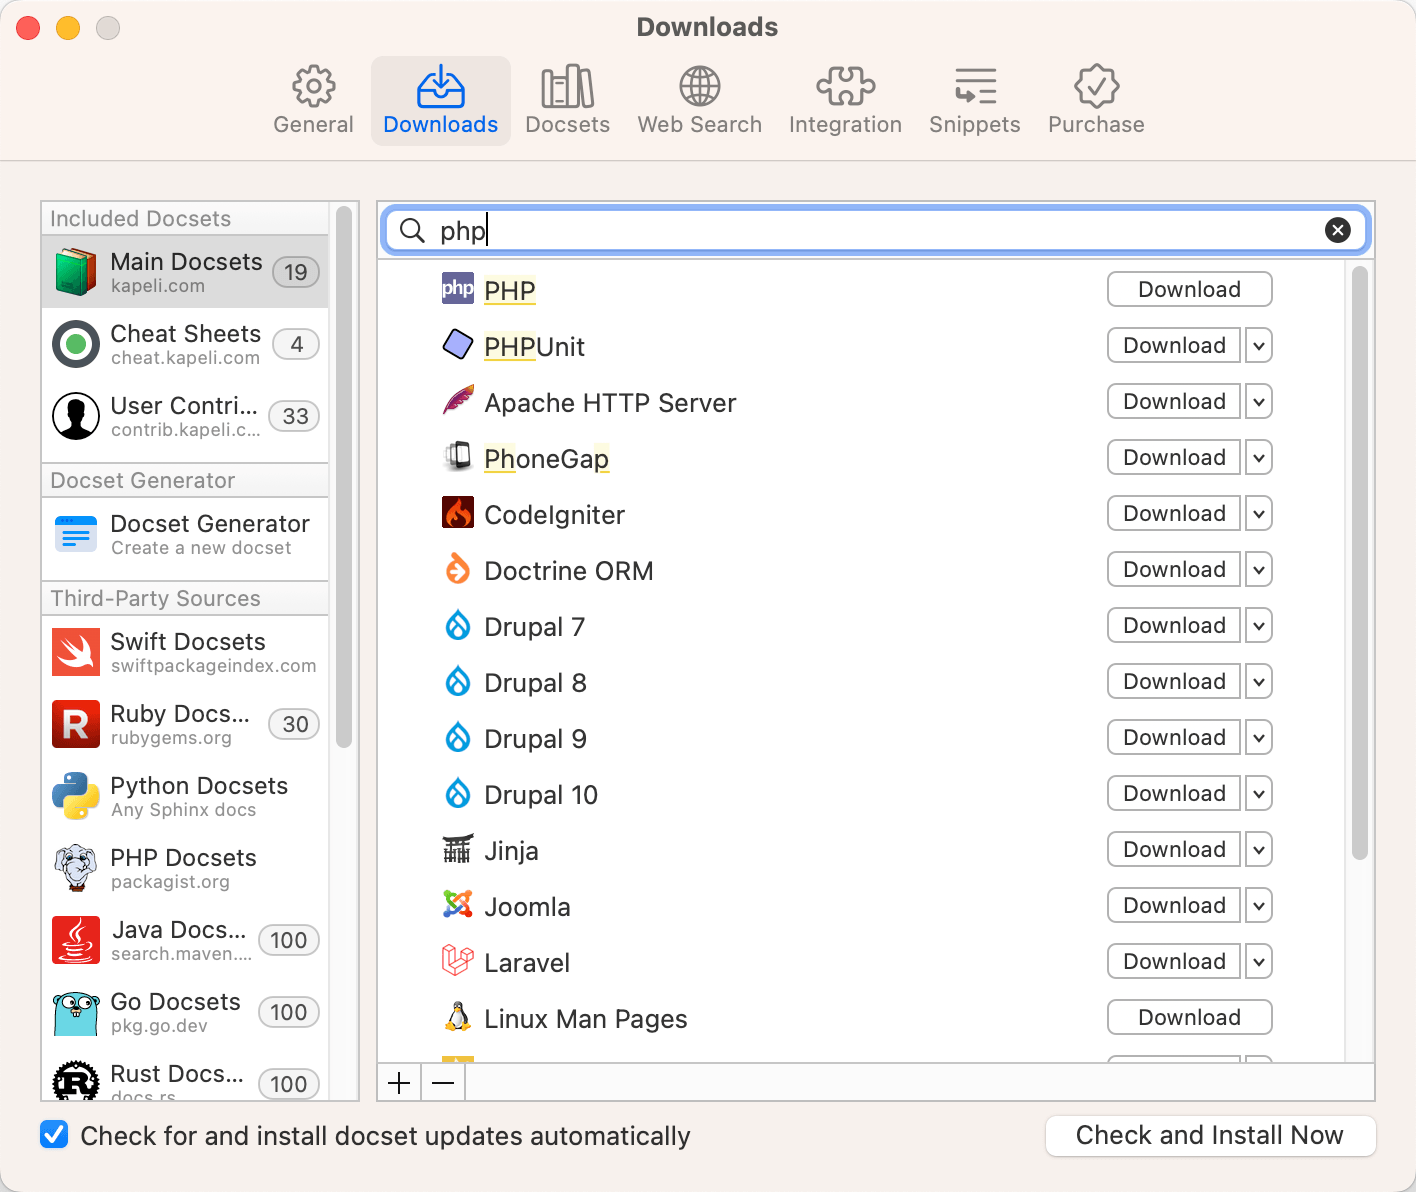 Downloads
General
Downloads
Docsets
Web Search
Integration
Snippets
Purchase
Included Docsets
Main Docsets
19
kapeli.com
Cheat Sheets
4
cheat.kapeli.com
User Contri...
33
contrib.kapeli.c...
Docset Generator
Docset Generator
Create a new docset
Third-Party Sources
Swift Docsets
swiftpackageindex.com
Ruby Docs...
30
rubygems.org
Python Docsets
Any Sphinx docs
PHP Docsets
packagist.org
Java Docs...
100
search.maven....
Go Docsets
100
pkg.go.dev
Rust Docs...
100
docs.rs
php
php PHP Download
PHPUnit Download
Apache HTTP Server Download
PhoneGap Download
CodeIgniter Download
Doctrine ORM Download
Drupal 7 Download
Drupal 8 Download
Drupal 9 Download
Drupal 10 Download
Jinja Download
Joomla Download
Laravel Download
Linux Man Pages Download
Check for and install docset updates automatically
Check and Install Now